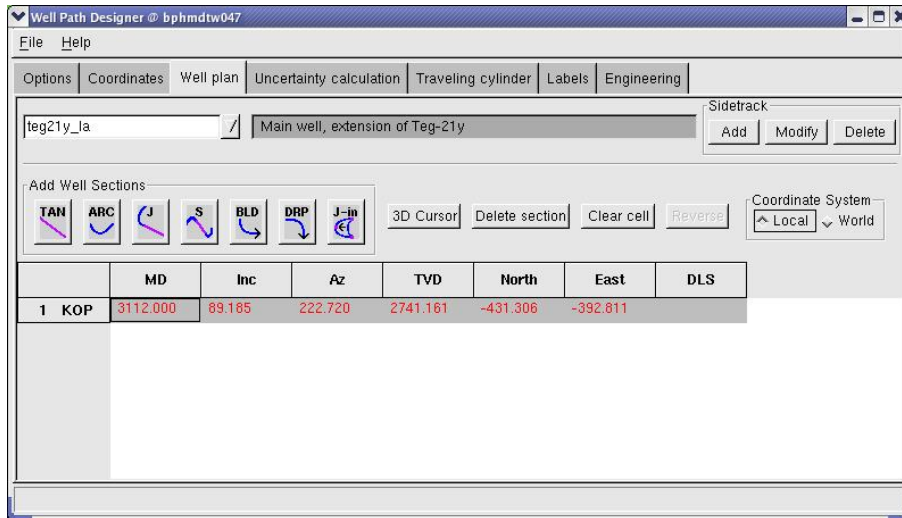 Well Path Designer @ bphmdtw047
File Help
Options Coordinates Well plan Uncertainty calculation Traveling cylinder Labels Engineering
Sidetrack
teg21y_la / Main well, extension of Teg-21y Add Modify Delete
Add Well Sections
Coordinate System
TAN ARC J S BLD DRP J-in 3D Cursor Delete section Clear cell Reverse Local World
MD Inc Az TVD North East DLS
1 KOP 3112.000 89.185 222.720 2741.161 -431.306 -392.811